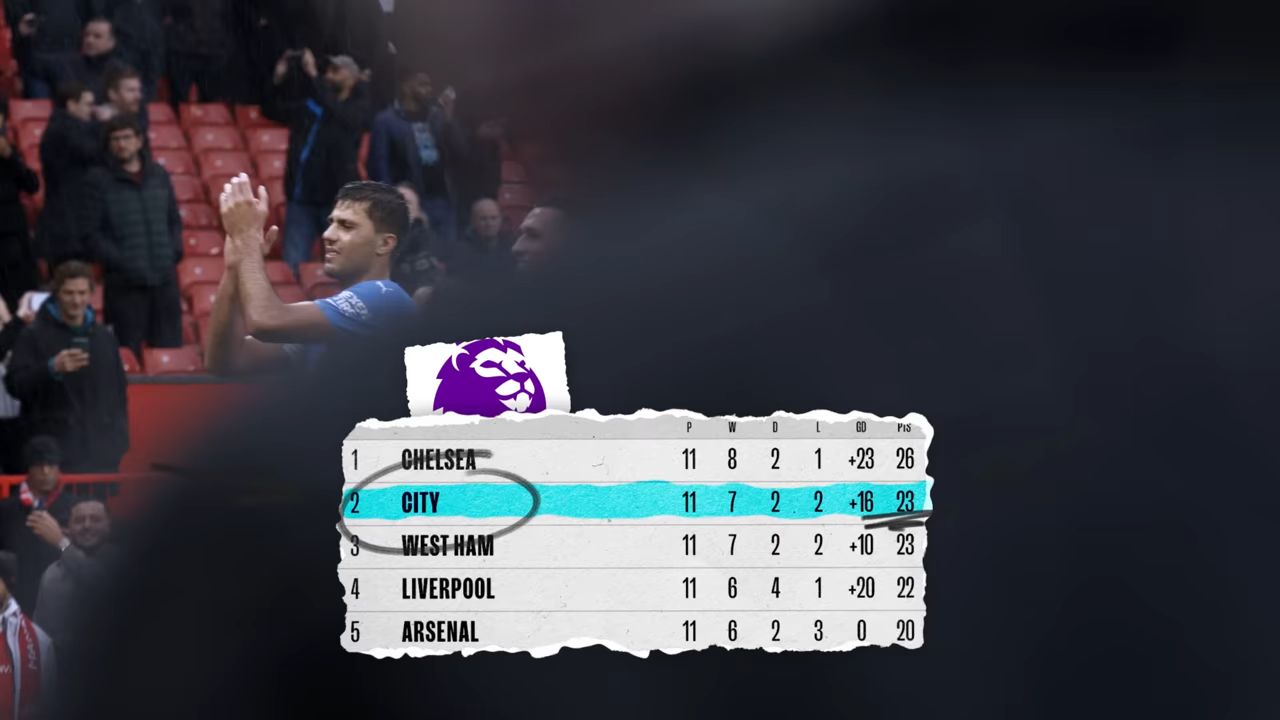 P W D L GD PTS
1 CHELSEA 11 8 2 1 +23 26
2 CITY 11 7 2 2 +16 23
3 WEST HAM 11 7 2 2 +10 23
4 LIVERPOOL 11 6 4 1 +20 22
5 ARSENAL 11 6 2 3 0 20